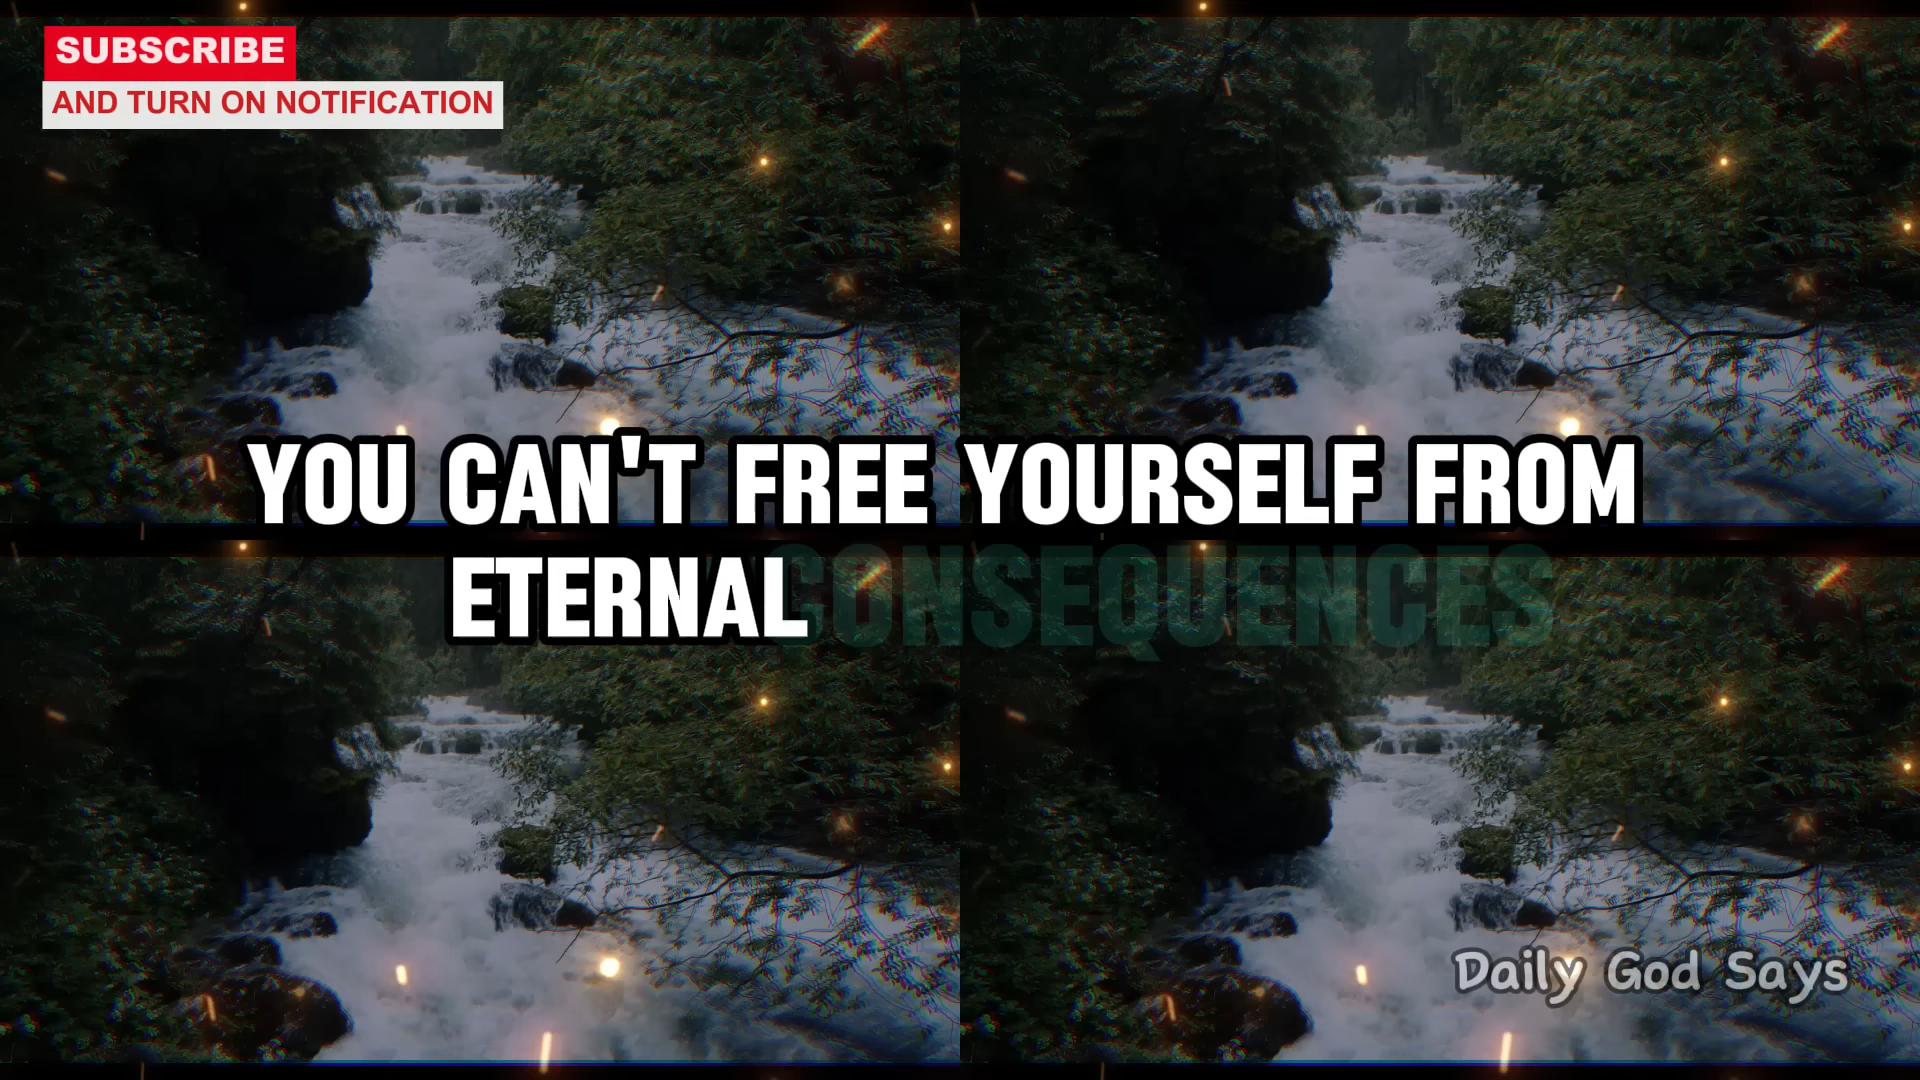 SUBSCRIBE
AND TURN ON NOTIFICATION
YOU CAN'T FREE YOURSELF FROM
ETERNAL CONSEQUENCES
Daily God Says